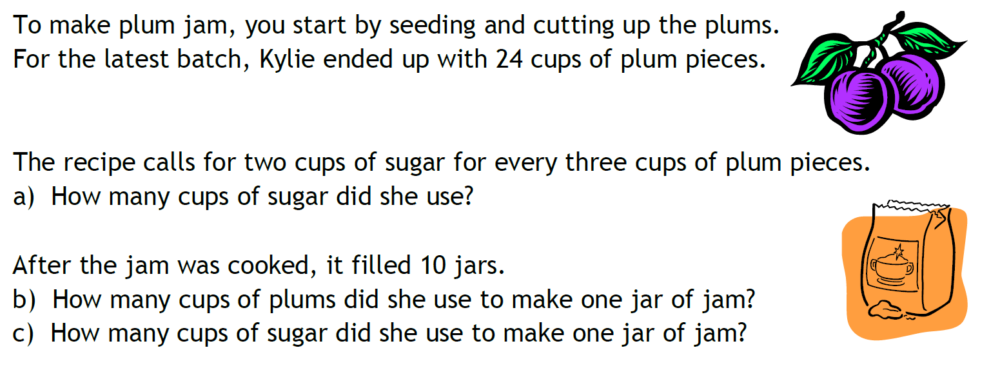 To make plum jam, you start by seeding and cutting up the plums.
For the latest batch, Kylie ended up with 24 cups of plum pieces.
The recipe calls for two cups of sugar for every three cups of plum pieces.
a) How many cups of sugar did she use?
After the jam was cooked, it filled 10 jars.
b) How many cups of plums did she use to make one jar of jam?
c) How many cups of sugar did she use to make one jar of jam?